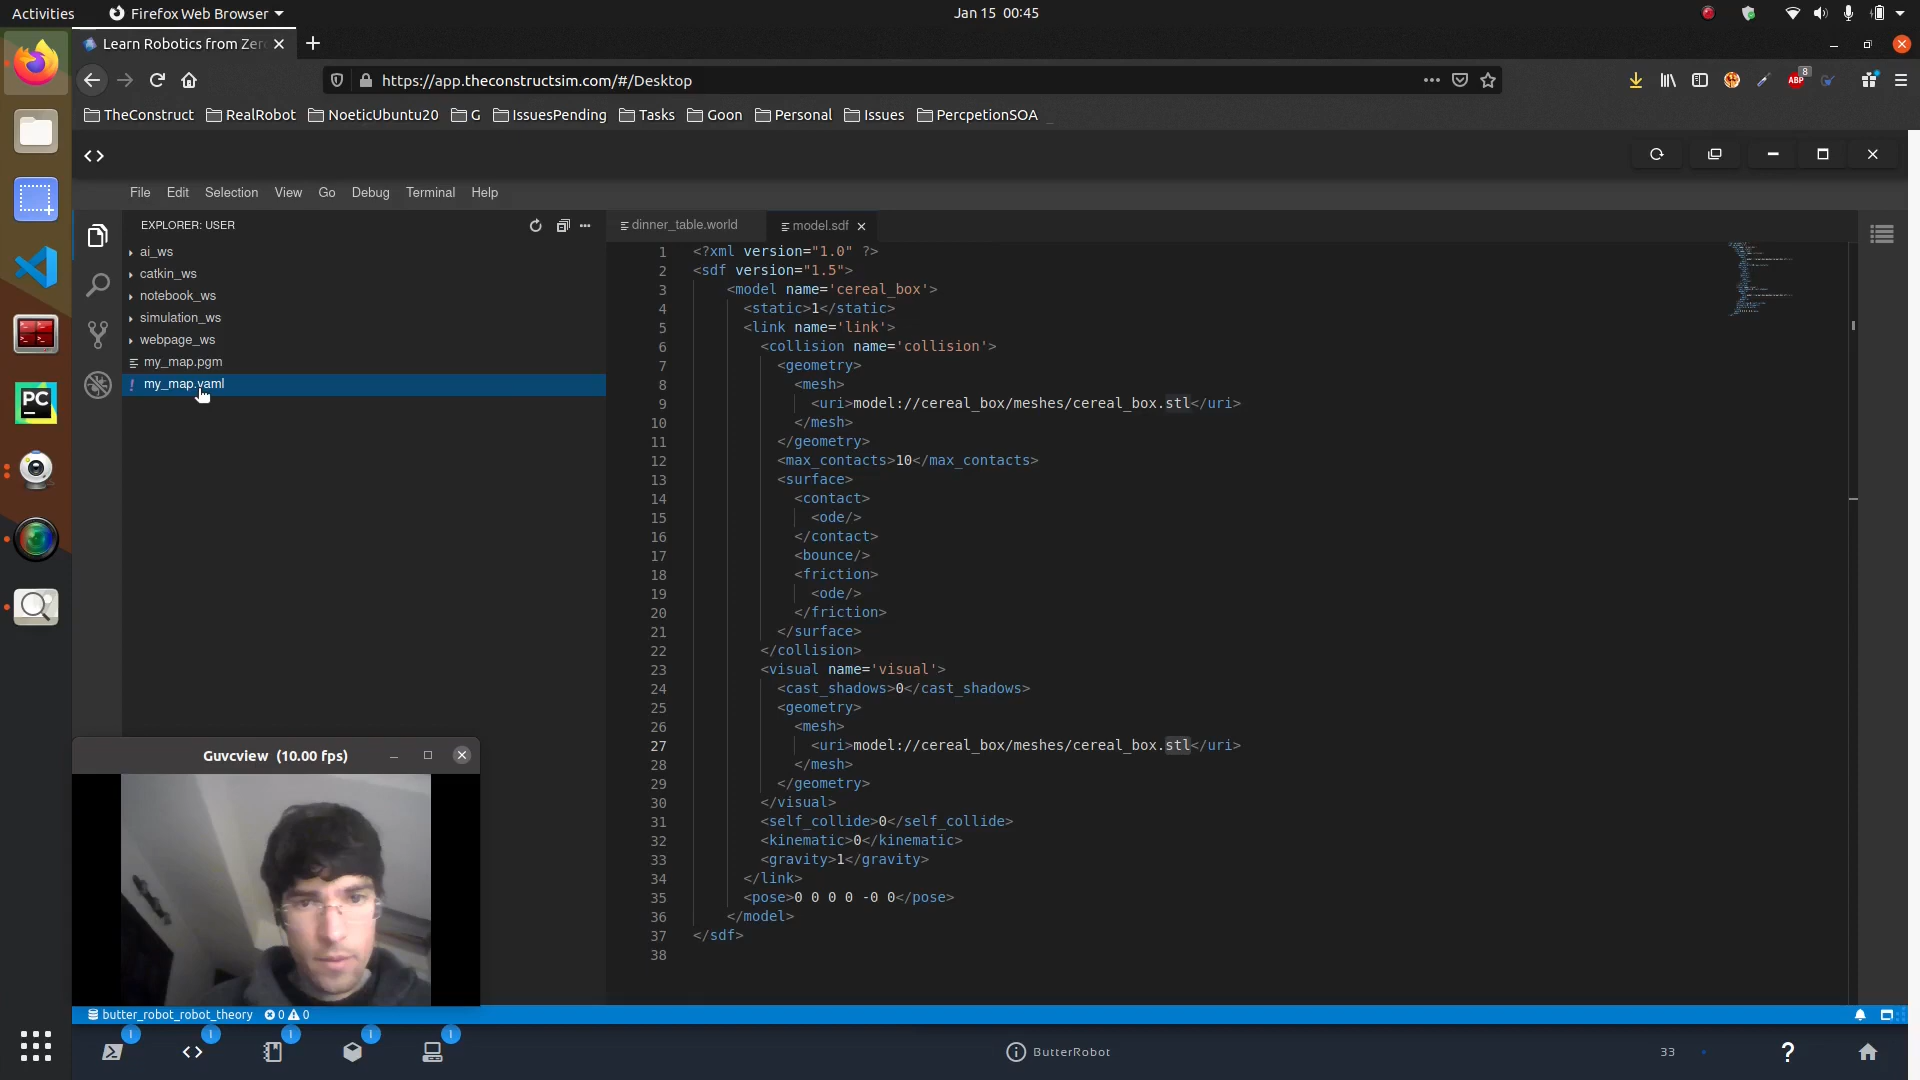 Activities
Firefox Web Browser
Jan 15 00:45
Learn Robotics from Zer
https://app.theconstructsim.com/#/Desktop
ABP
8
TheConstruct
RealRobot
NoeticUbuntu20
G
IssuesPending
Tasks
Goon
Personal
Issues
PercpetionSOA
File
Edit
Selection
View
Go
Debug
Terminal
Help
EXPLORER: USER
ai_ws
catkin_ws
notebook_ws
simulation_ws
webpage_ws
my_map.pgm
! my_map.yaml
dinner_table.world
model.sdf
1 <?xml version="1.0" ?>
2 <sdf version="1.5">
3 <model name='cereal_box'>
4 <static>1</static>
5 <link name='link'>
6 <collision name='collision'>
7 <geometry>
8 <mesh>
9 <uri>model://cereal_box/meshes/cereal_box.stl</uri>
10 </mesh>
11 </geometry>
12 <max_contacts>10</max_contacts>
13 <surface>
14 <contact>
15 <ode/>
16 </contact>
17 <bounce/>
18 <friction>
19 <ode/>
20 </friction>
21 </surface>
22 </collision>
23 <visual name='visual'>
24 <cast_shadows>0</cast_shadows>
25 <geometry>
26 <mesh>
27 <uri>model://cereal_box/meshes/cereal_box.stl</uri>
28 </mesh>
29 </geometry>
30 </visual>
31 <self_collide>0</self_collide>
32 <kinematic>0</kinematic>
33 <gravity>1</gravity>
34 </link>
35 <pose>0 0 0 0 -0 0</pose>
36 </model>
37 </sdf>
38
PC
Guvcview (10.00 fps)
butter_robot_robot_theory
0
0
1
1
1
1
1
ButterRobot
33
?